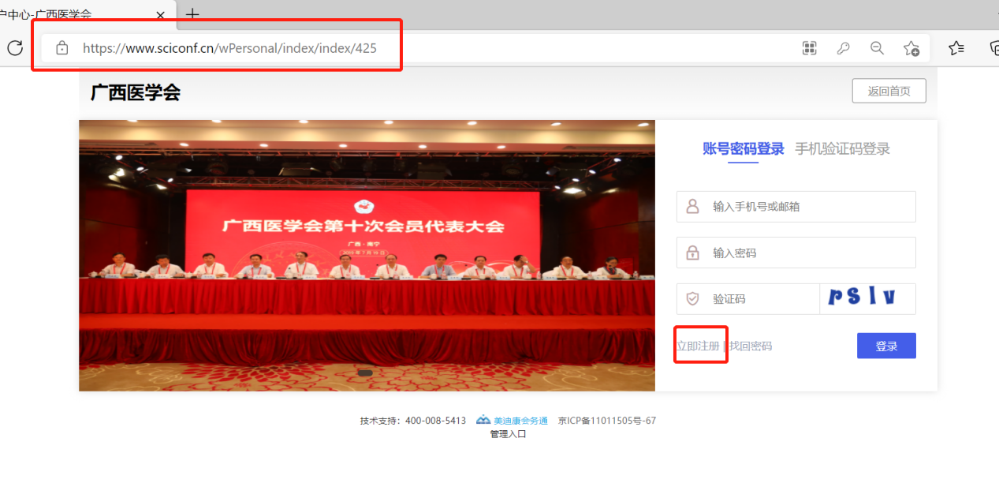 户中心-广西医学会
https://www.sciconf.cn/wPersonal/index/index/425
广西医学会
返回首页
广西医学会第十次会员代表大会
广西·南宁
账号密码登录 手机验证码登录
输入手机号或邮箱
输入密码
验证码
rslv
立即注册 | 找回密码
登录
技术支持：400-008-5413 美迪康会务通 京ICP备11011505号-67
管理入口